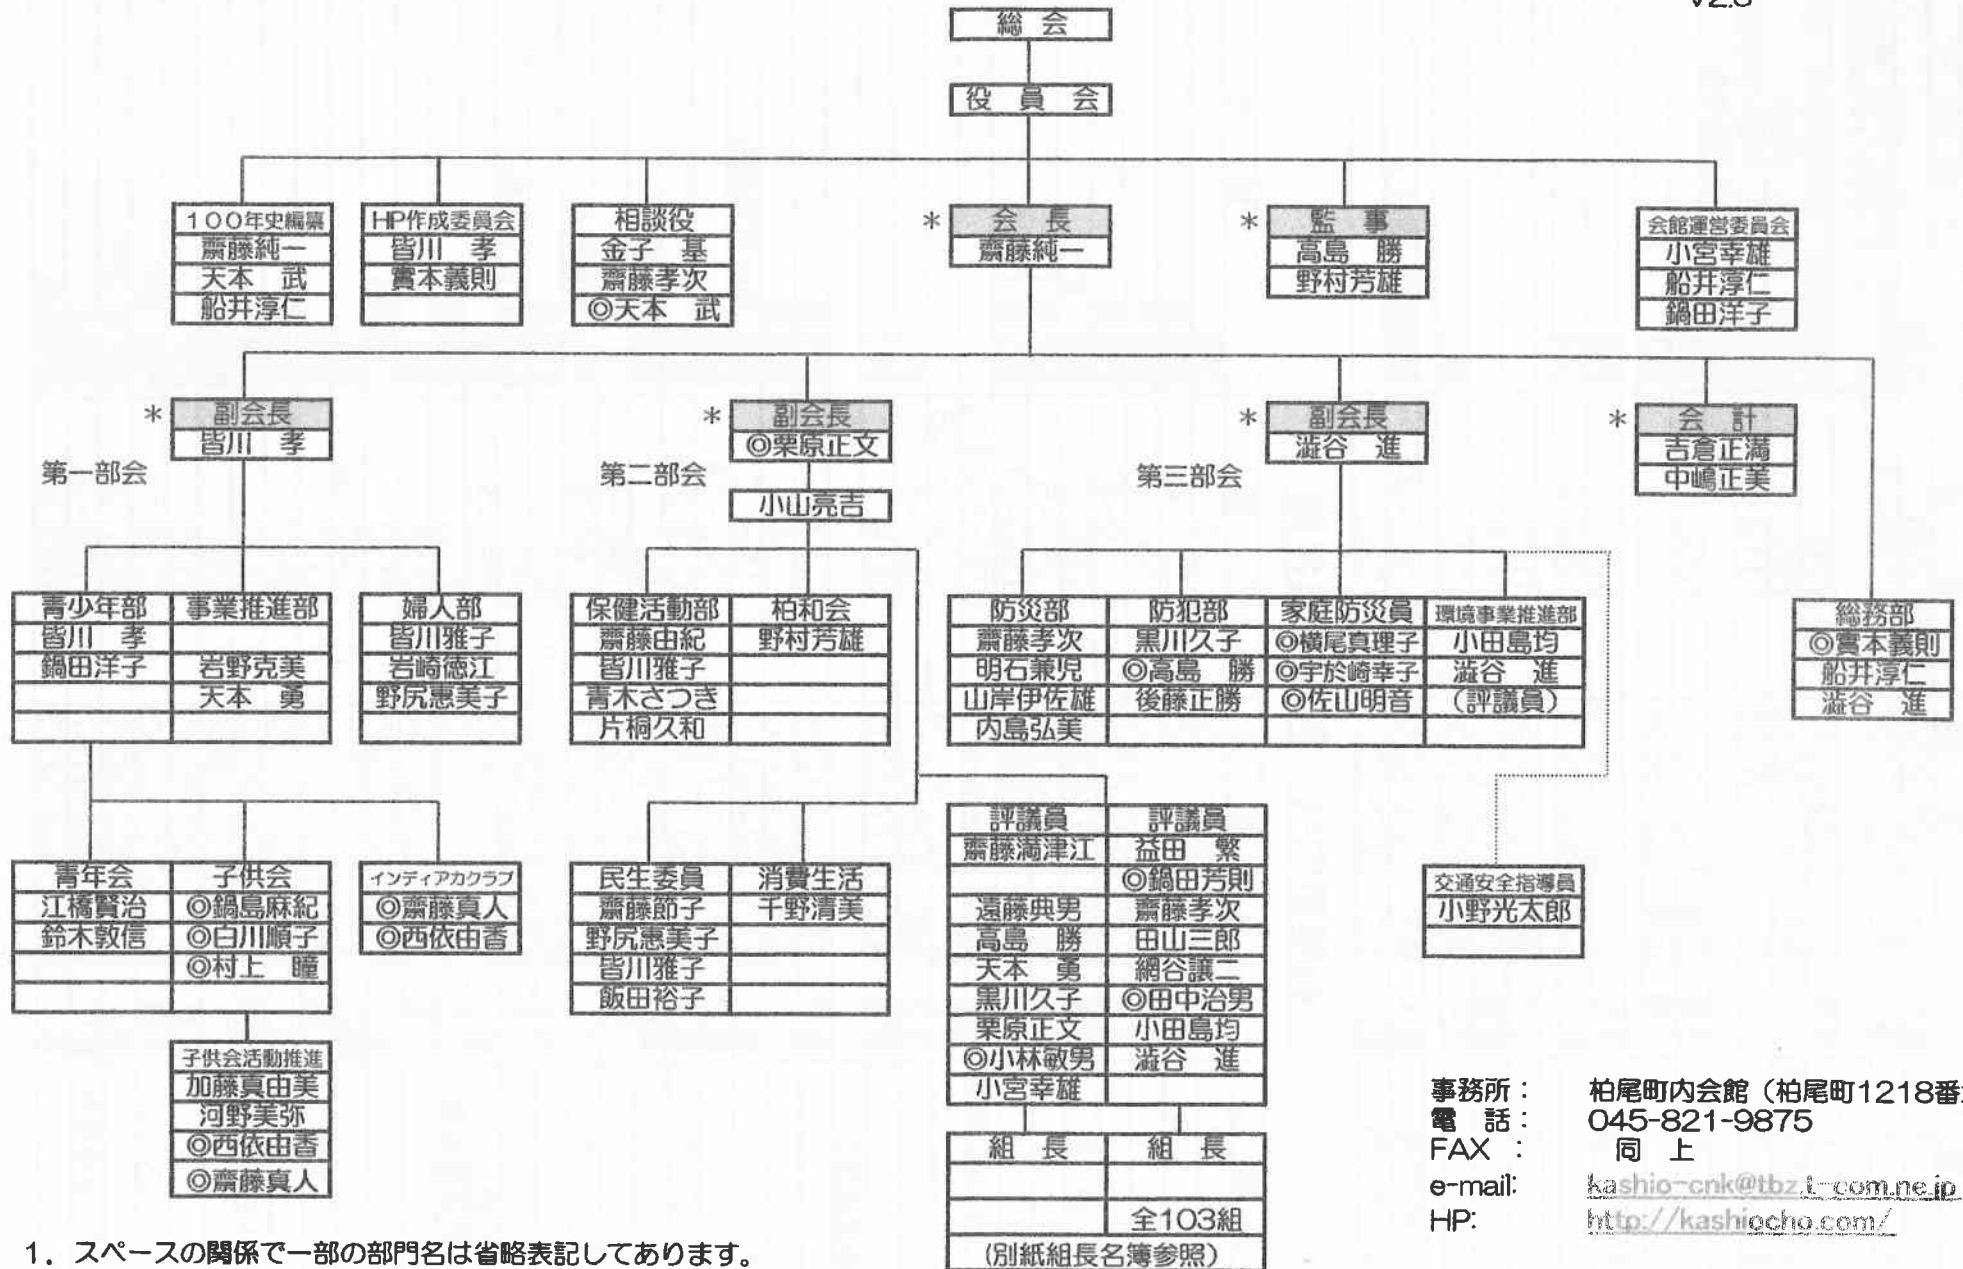 総 会
役 員 会
100年史編纂
齋藤純一
天本 武
船井淳仁
HP作成委員会
皆川 孝
實本義則
相談役
金子 基
齋藤孝次
◎天本 武
* 会 長
齋藤純一
* 監 事
高島 勝
野村芳雄
会館運営委員会
小宮幸雄
船井淳仁
鍋田洋子
* 副会長
皆川 孝
第一部会
* 副会長
◎栗原正文
第二部会
小山亮吉
* 副会長
澁谷 進
第三部会
* 会 計
吉倉正満
中嶋正美
青少年部
皆川 孝
鍋田洋子
事業推進部
岩野克美
天本 勇
婦人部
皆川雅子
岩崎徳江
野尻惠美子
保健活動部
齋藤由紀
皆川雅子
青木さつき
片桐久和
柏和会
野村芳雄
防災部
齋藤孝次
明石兼児
山岸伊佐雄
内島弘美
防犯部
黒川久子
◎高島 勝
後藤正勝
家庭防災員
◎横尾真理子
◎宇於崎幸子
◎佐山明音
環境事業推進部
小田島均
澁谷 進
(評議員)
総務部
◎實本義則
船井淳仁
澁谷 進
青年会
江橋賢治
鈴木敦信
子供会
◎鍋島麻紀
◎白川順子
◎村上 瞳
インディアカクラブ
◎齋藤真人
◎西依由香
民生委員
齋藤節子
野尻惠美子
皆川雅子
飯田裕子
消費生活
千野清美
評議員
齋藤満津江
遠藤典男
高島 勝
天本 勇
黒川久子
栗原正文
◎小林敏男
小宮幸雄
評議員
益田 繁
◎鍋田芳則
齋藤孝次
田山三郎
網谷讓二
◎田中治男
小田島均
澁谷 進
交通安全指導員
小野光太郎
子供会活動推進
加藤真由美
河野美弥
◎西依由香
◎齋藤真人
組 長
組 長
全103組
(別紙組長名簿参照)
事務所： 柏尾町内会館（柏尾町1218番
電 話： 045-821-9875
FAX ： 同 上
e-mail: kashio-cnk@tbz.t-com.ne.jp
HP: http://kashiocho.com/
1．スペースの関係で一部の部門名は省略表記してあります。